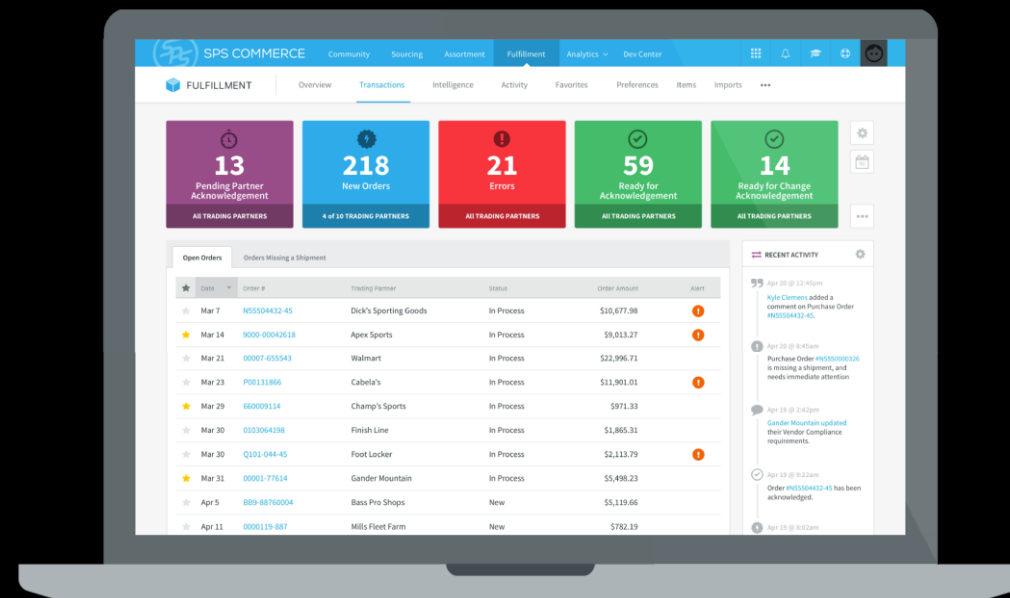 SPS COMMERCE Community Sourcing Assortment Fulfillment Analytics Dev Center
FULFILLMENT Overview Transactions Intelligence Activity Favorites Preferences Items Imports •••
13
Pending Partner
Acknowledgement
All TRADING PARTNERS
218
New Orders
4 of 10 TRADING PARTNERS
21
Errors
All TRADING PARTNERS
59
Ready for
Acknowledgement
All TRADING PARTNERS
14
Ready for Change
Acknowledgement
All TRADING PARTNERS
Open Orders Orders Missing a Shipment
Date Order # Trading Partner Status Order Amount Alert
Mar 7 N55504432-45 Dick's Sporting Goods In Process $10,677.98
Mar 14 9000-00042618 Apex Sports In Process $9,013.27
Mar 21 00007-655543 Walmart In Process $22,996.71
Mar 23 P00131866 Cabela's In Process $11,901.01
Mar 29 660009114 Champ's Sports In Process $971.33
Mar 30 0103064198 Finish Line In Process $1,865.31
Mar 30 Q101-044-45 Foot Locker In Process $2,113.79
Mar 31 00001-77614 Gander Mountain In Process $5,498.23
Apr 5 BB9-88760004 Bass Pro Shops New $5,119.66
Apr 11 0000119-887 Mills Fleet Farm New $782.19
RECENT ACTIVITY
Apr 20 @ 12:45pm
Kyle Clemens added a
comment on Purchase Order
#N55504432-45.
Apr 20 @ 8:45am
Purchase Order #N5550000326
is missing a shipment, and
needs immediate attention
Apr 19 @ 2:42pm
Gander Mountain updated
their Vendor Compliance
requirements.
Apr 19 @ 9:22am
Order #N55504432-45 has been
acknowledged.
Apr 19 @ 8:02am